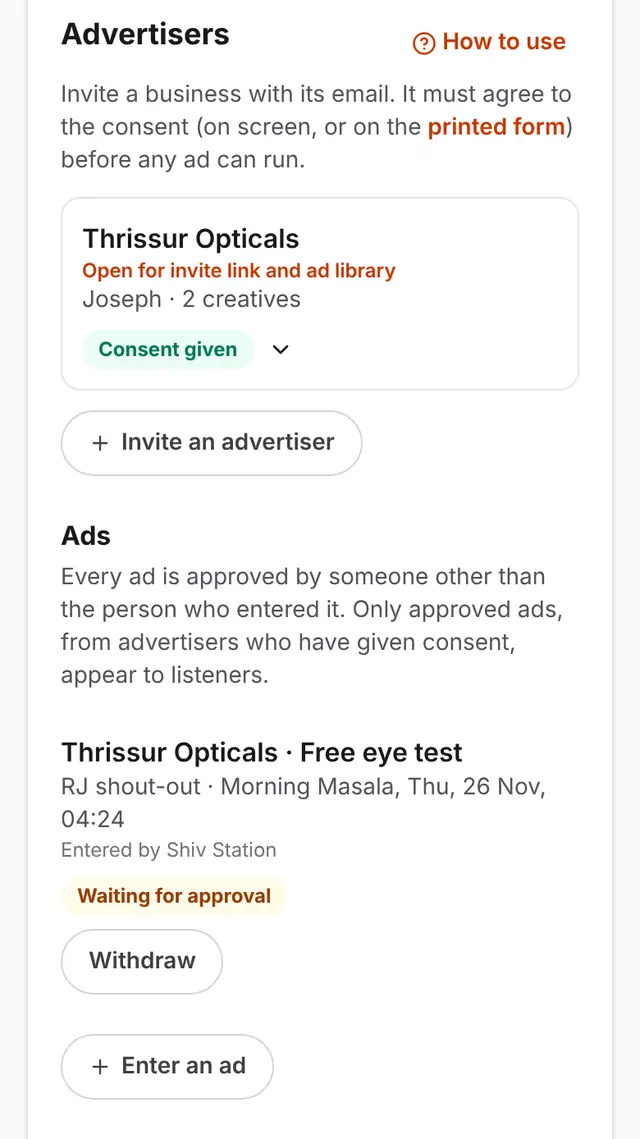 Advertisers
How to use
Invite a business with its email. It must agree to
the consent (on screen, or on the printed form)
before any ad can run.
Thrissur Opticals
Open for invite link and ad library
Joseph · 2 creatives
Consent given
+ Invite an advertiser
Ads
Every ad is approved by someone other than
the person who entered it. Only approved ads,
from advertisers who have given consent,
appear to listeners.
Thrissur Opticals · Free eye test
RJ shout-out · Morning Masala, Thu, 26 Nov,
04:24
Entered by Shiv Station
Waiting for approval
Withdraw
+ Enter an ad